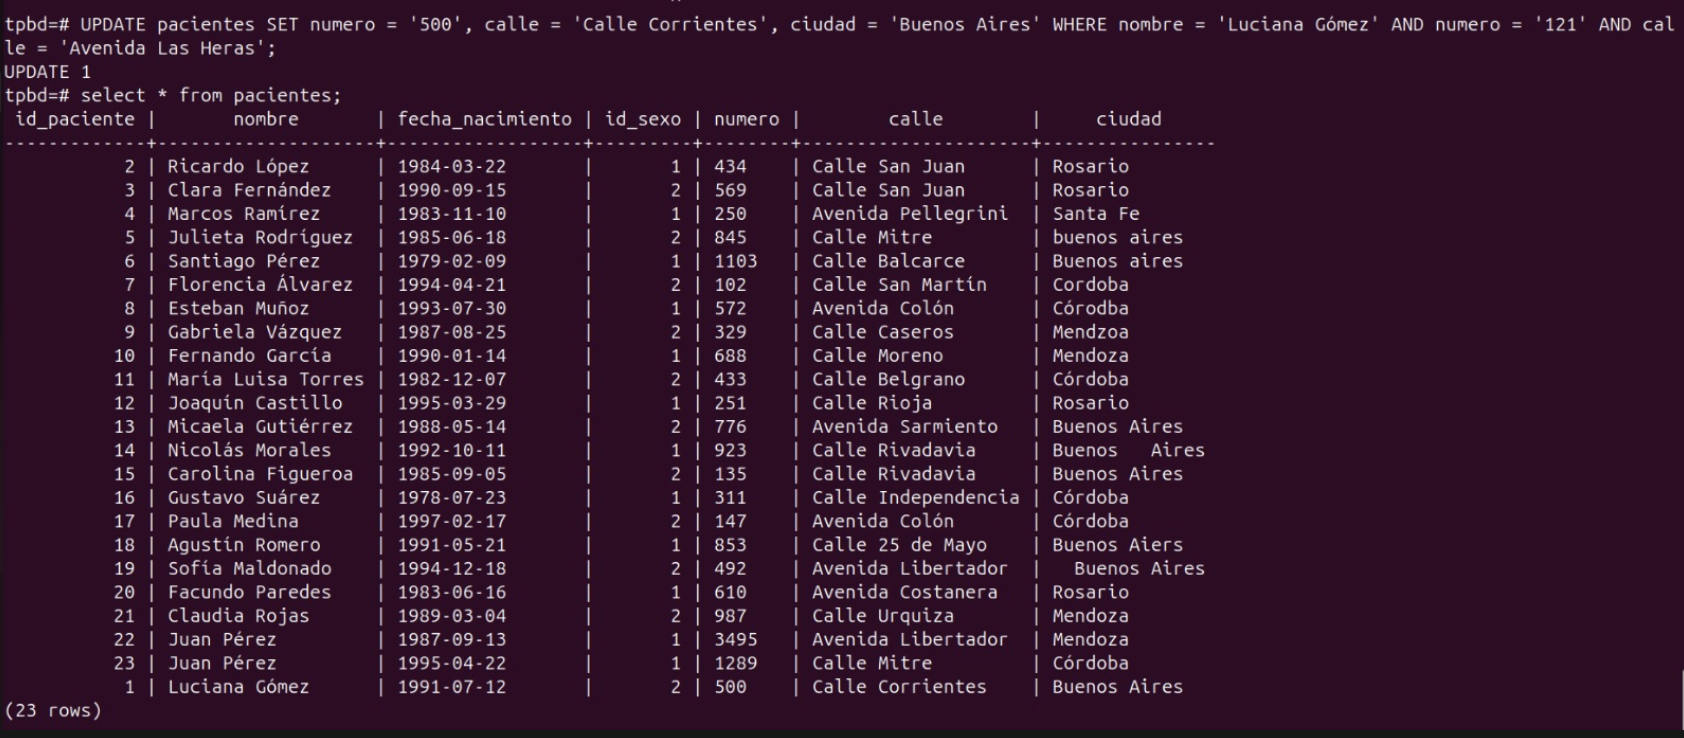 tpbd=# UPDATE pacientes SET numero = '500', calle = 'Calle Corrientes', ciudad = 'Buenos Aires' WHERE nombre = 'Luciana Gómez' AND numero = '121' AND cal
le = 'Avenida Las Heras';
UPDATE 1
tpbd=# select * from pacientes;
 id_paciente |       nombre       | fecha_nacimiento | id_sexo | numero |        calle        |     ciudad
-------------+--------------------+------------------+---------+--------+---------------------+----------------
           2 | Ricardo López      | 1984-03-22       |       1 | 434    | Calle San Juan      | Rosario
           3 | Clara Fernández    | 1990-09-15       |       2 | 569    | Calle San Juan      | Rosario
           4 | Marcos Ramírez     | 1983-11-10       |       1 | 250    | Avenida Pellegrini  | Santa Fe
           5 | Julieta Rodríguez  | 1985-06-18       |       2 | 845    | Calle Mitre         | buenos aires
           6 | Santiago Pérez     | 1979-02-09       |       1 | 1103   | Calle Balcarce      | Buenos aires
           7 | Florencia Álvarez  | 1994-04-21       |       2 | 102    | Calle San Martín    | Cordoba
           8 | Esteban Muñoz      | 1993-07-30       |       1 | 572    | Avenida Colón       | Córodba
           9 | Gabriela Vázquez   | 1987-08-25       |       2 | 329    | Calle Caseros       | Mendzoa
          10 | Fernando García    | 1990-01-14       |       1 | 688    | Calle Moreno        | Mendoza
          11 | María Luisa Torres | 1982-12-07       |       2 | 433    | Calle Belgrano      | Córdoba
          12 | Joaquín Castillo   | 1995-03-29       |       1 | 251    | Calle Rioja         | Rosario
          13 | Micaela Gutiérrez  | 1988-05-14       |       2 | 776    | Avenida Sarmiento   | Buenos Aires
          14 | Nicolás Morales    | 1992-10-11       |       1 | 923    | Calle Rivadavia     | Buenos   Aires
          15 | Carolina Figueroa  | 1985-09-05       |       2 | 135    | Calle Rivadavia     | Buenos Aires
          16 | Gustavo Suárez     | 1978-07-23       |       1 | 311    | Calle Independencia | Córdoba
          17 | Paula Medina       | 1997-02-17       |       2 | 147    | Avenida Colón       | Córdoba
          18 | Agustín Romero     | 1991-05-21       |       1 | 853    | Calle 25 de Mayo    | Buenos Aiers
          19 | Sofía Maldonado    | 1994-12-18       |       2 | 492    | Avenida Libertador  |   Buenos Aires
          20 | Facundo Paredes    | 1983-06-16       |       1 | 610    | Avenida Costanera   | Rosario
          21 | Claudia Rojas      | 1989-03-04       |       2 | 987    | Calle Urquiza       | Mendoza
          22 | Juan Pérez         | 1987-09-13       |       1 | 3495   | Avenida Libertador  | Mendoza
          23 | Juan Pérez         | 1995-04-22       |       1 | 1289   | Calle Mitre         | Córdoba
           1 | Luciana Gómez      | 1991-07-12       |       2 | 500    | Calle Corrientes    | Buenos Aires
(23 rows)